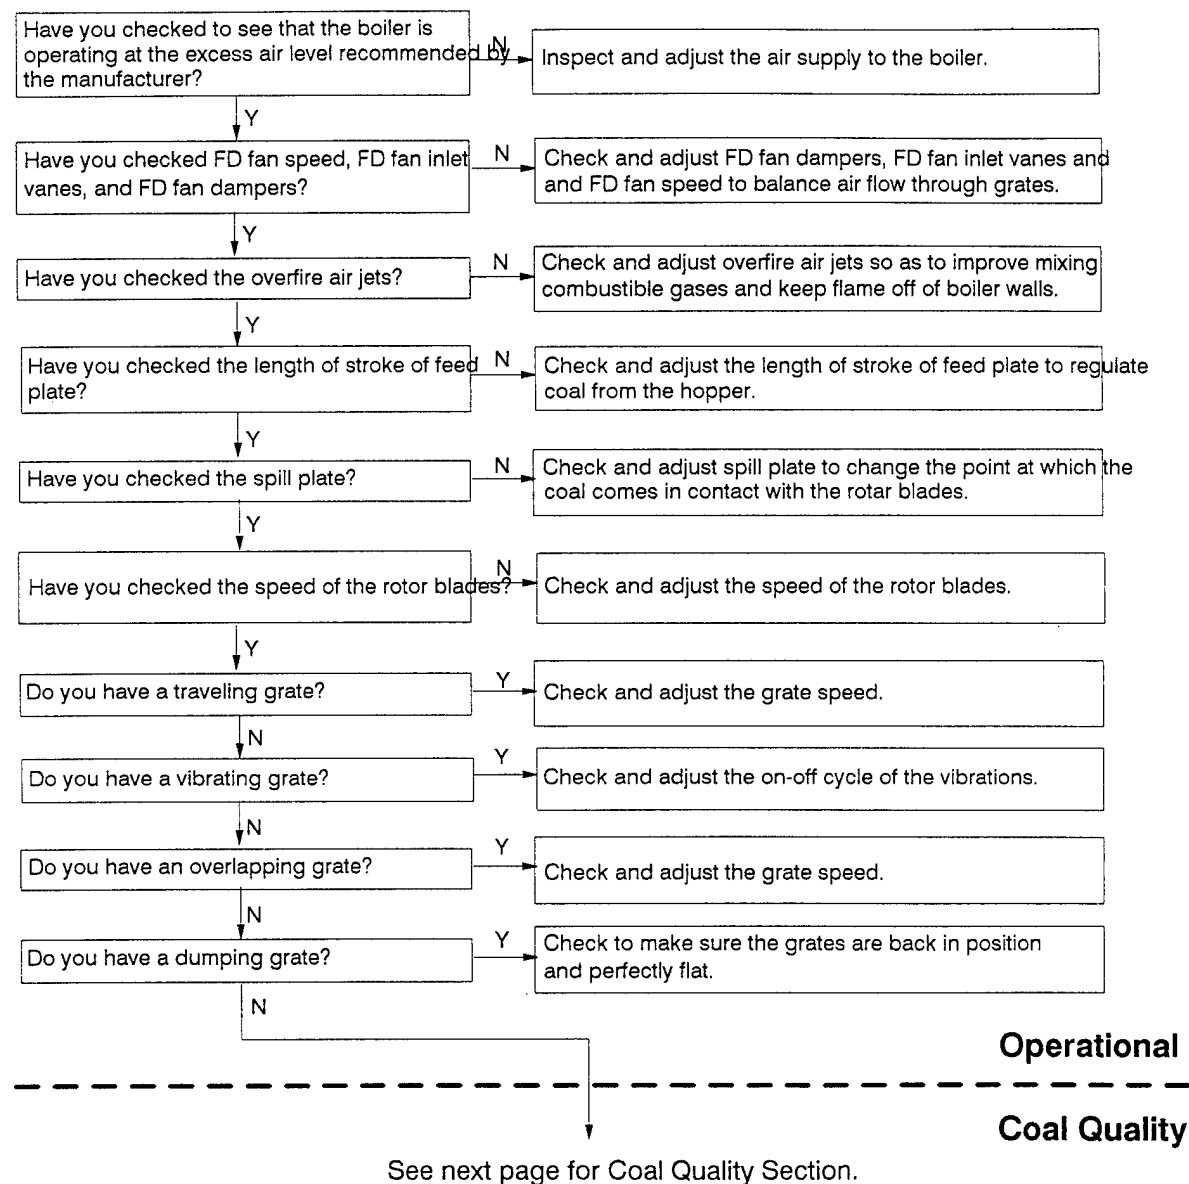 Have you checked to see that the boiler is
operating at the excess air level recommended by
the manufacturer?
N
Inspect and adjust the air supply to the boiler.
Y
Have you checked FD fan speed, FD fan inlet
vanes, and FD fan dampers?
N
Check and adjust FD fan dampers, FD fan inlet vanes and
and FD fan speed to balance air flow through grates.
Y
Have you checked the overfire air jets?
N
Check and adjust overfire air jets so as to improve mixing
combustible gases and keep flame off of boiler walls.
Y
Have you checked the length of stroke of feed
plate?
N
Check and adjust the length of stroke of feed plate to regulate
coal from the hopper.
Y
Have you checked the spill plate?
N
Check and adjust spill plate to change the point at which the
coal comes in contact with the rotar blades.
Y
Have you checked the speed of the rotor blades?
N
Check and adjust the speed of the rotor blades.
Y
Do you have a traveling grate?
Y
Check and adjust the grate speed.
N
Do you have a vibrating grate?
Y
Check and adjust the on-off cycle of the vibrations.
N
Do you have an overlapping grate?
Y
Check and adjust the grate speed.
N
Do you have a dumping grate?
Y
Check to make sure the grates are back in position
and perfectly flat.
N
Operational
Coal Quality
See next page for Coal Quality Section.